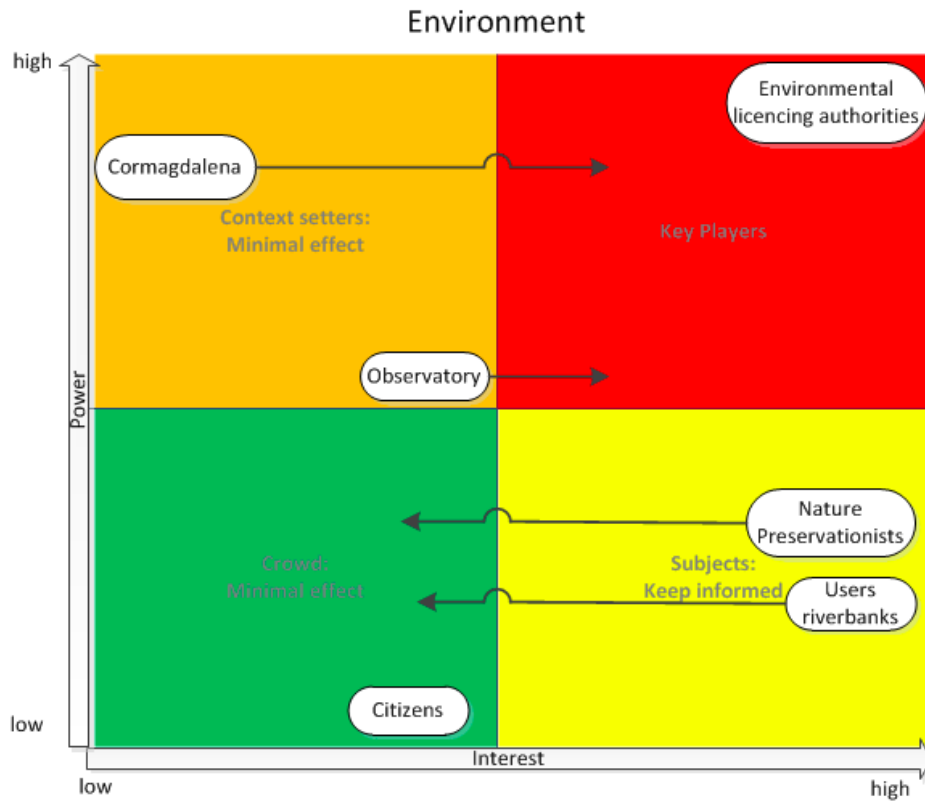 Environment
high
Environmental
licencing authorities
Cormagdalena
Context setters:
Minimal effect
Key Players
Observatory
Power
Nature
Preservationists
Crowd:
Minimal effect
Subjects:
Keep informed
Users
riverbanks
Citizens
low
Interest
low
high